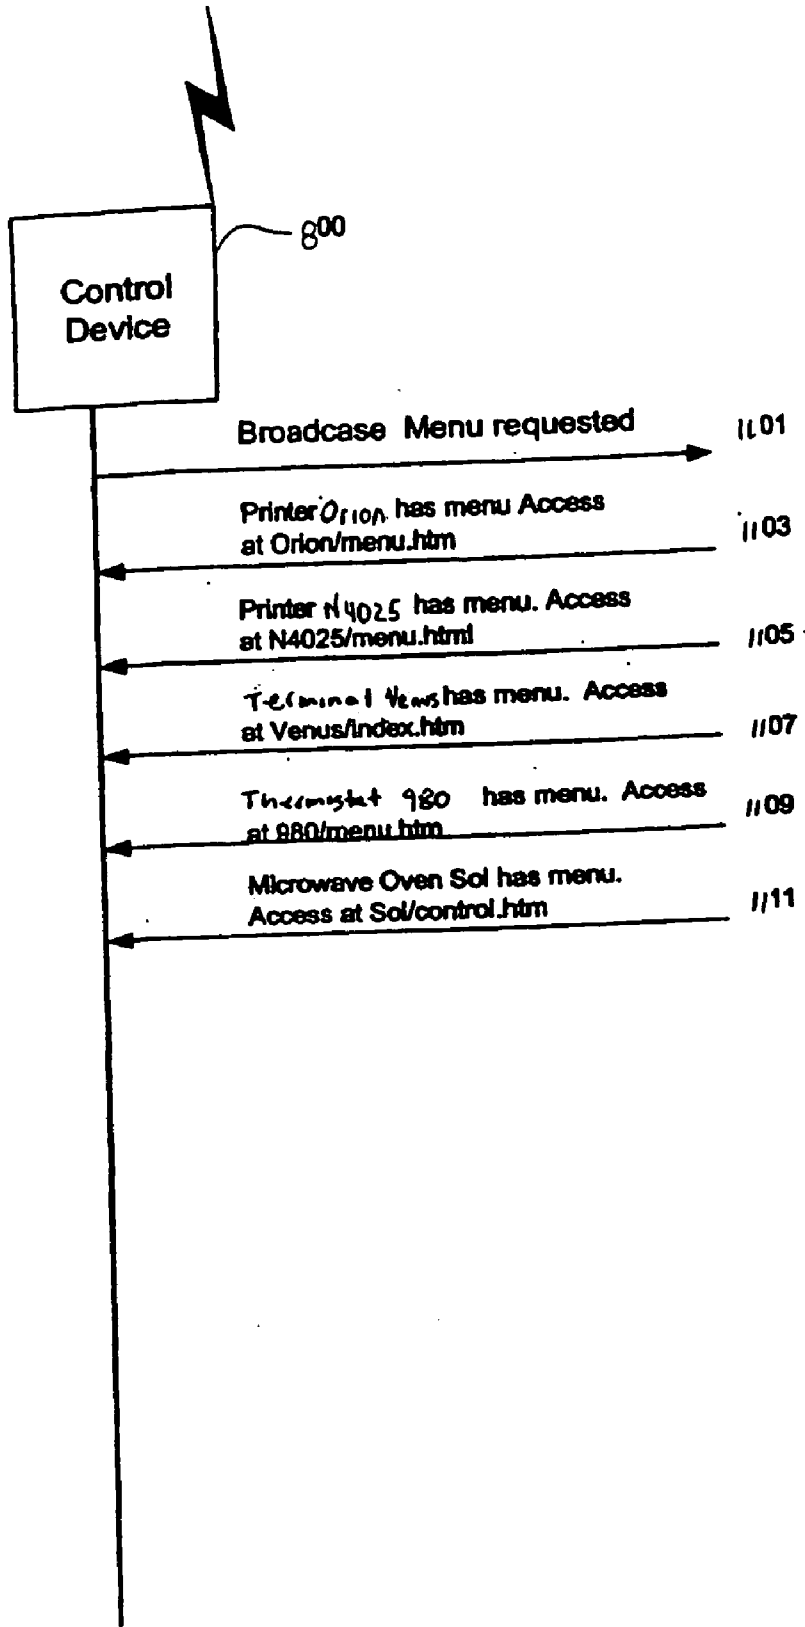 800
Control
Device
Broadcase Menu requested 1101
Printer Orion has menu Access
at Orion/menu.htm 1103
Printer N4025 has menu. Access
at N4025/menu.html 1105
Terminal Venus has menu. Access
at Venus/index.htm 1107
Thermostat 980 has menu. Access
at 980/menu.htm 1109
Microwave Oven Sol has menu.
Access at Sol/control.htm 1111